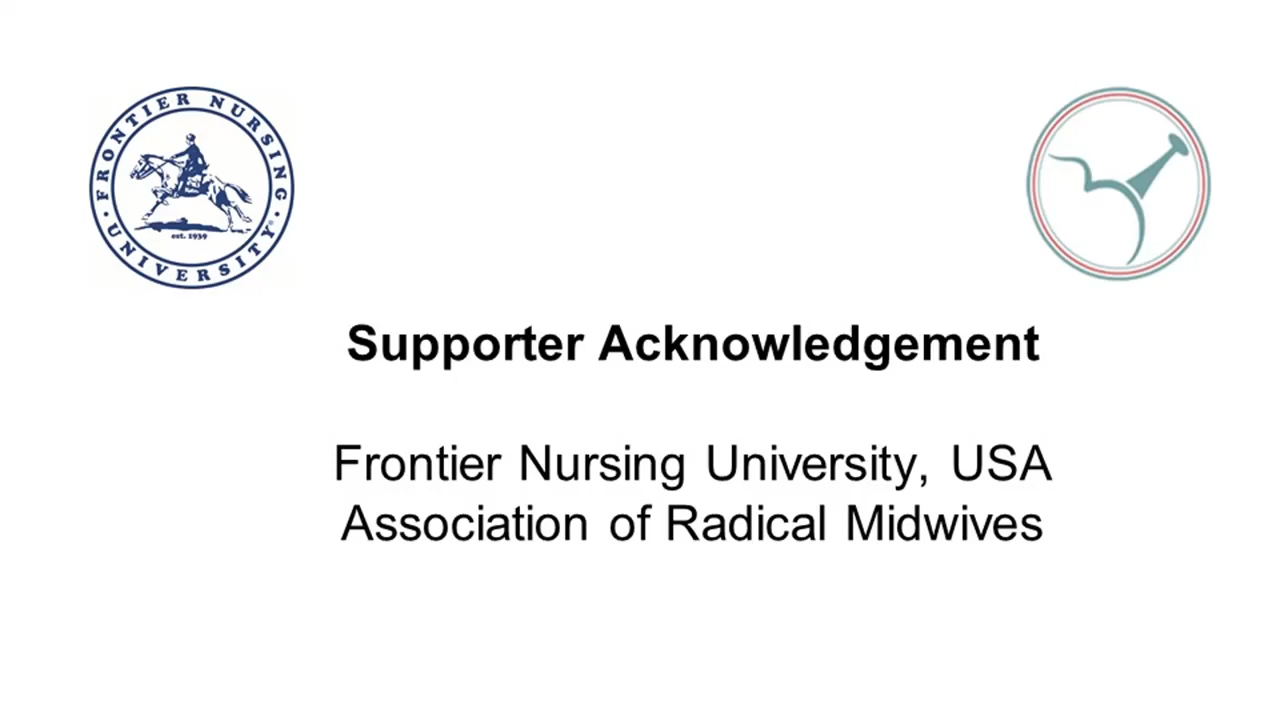 FRONTIER NURSING UNIVERSITY
est. 1939
Supporter Acknowledgement
Frontier Nursing University, USA
Association of Radical Midwives